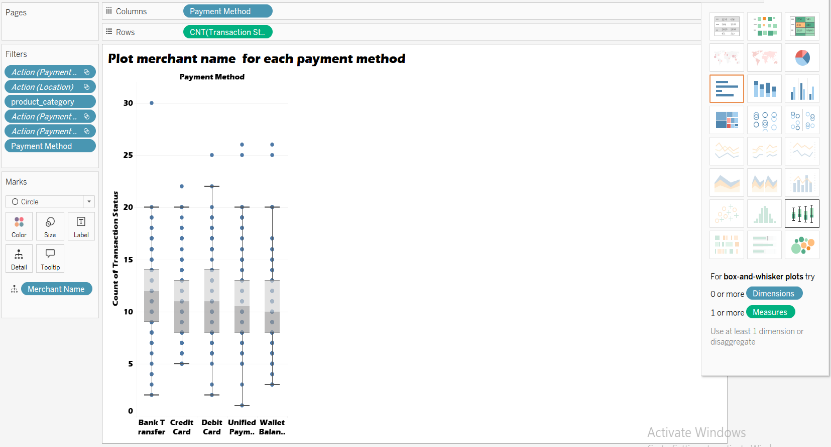 Pages
Columns
Payment Method
Rows
CNT(Transaction St..
Filters
Action (Payment ..
Action (Location)
product_category
Action (Payment ..
Action (Payment ..
Payment Method
Marks
Circle
Color
Size
Label
Detail
Tooltip
Merchant Name
Plot merchant name for each payment method
Payment Method
Count of Transaction Status
30
25
20
15
10
5
0
Bank T
ransfer
Credit
Card
Debit
Card
Unified
Paym..
Wallet
Balan..
For box-and-whisker plots try
0 or more Dimensions
1 or more Measures
Use at least 1 dimension or
disaggregate
Activate Windows